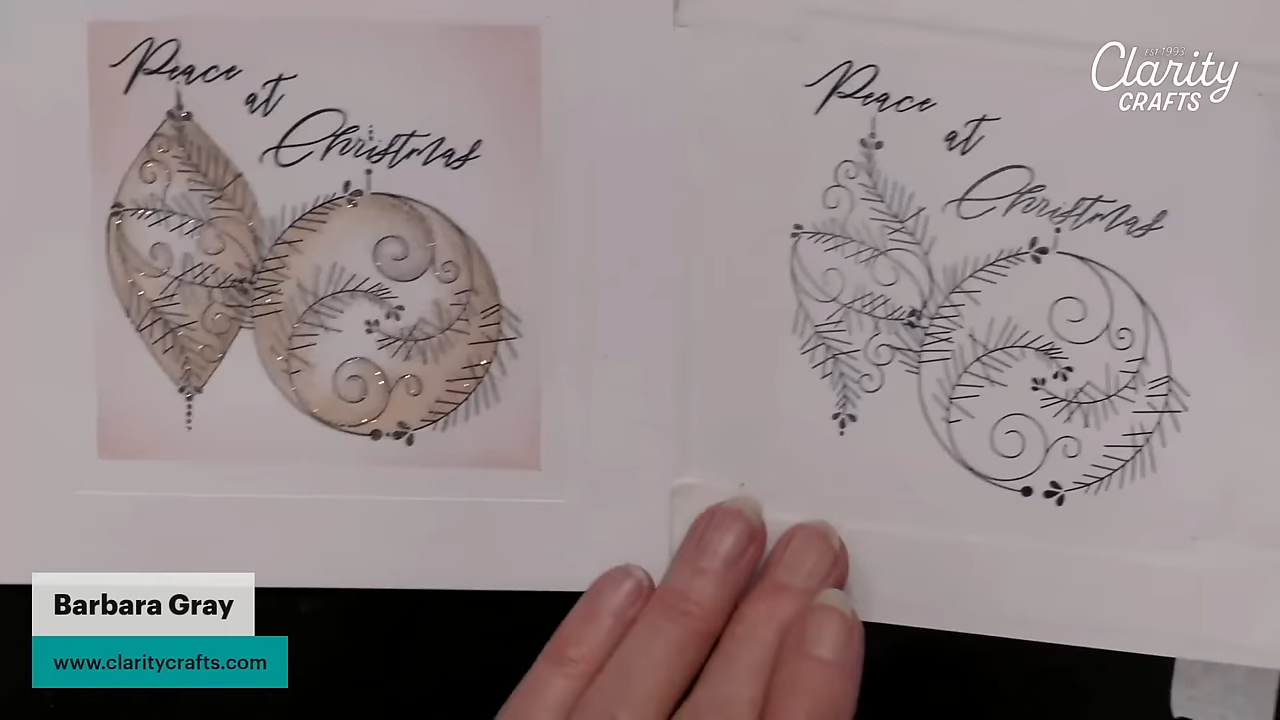 Peace
at
Christmas
Peace
at
Christmas
EST 1993
Clarity
CRAFTS
Barbara Gray
www.claritycrafts.com